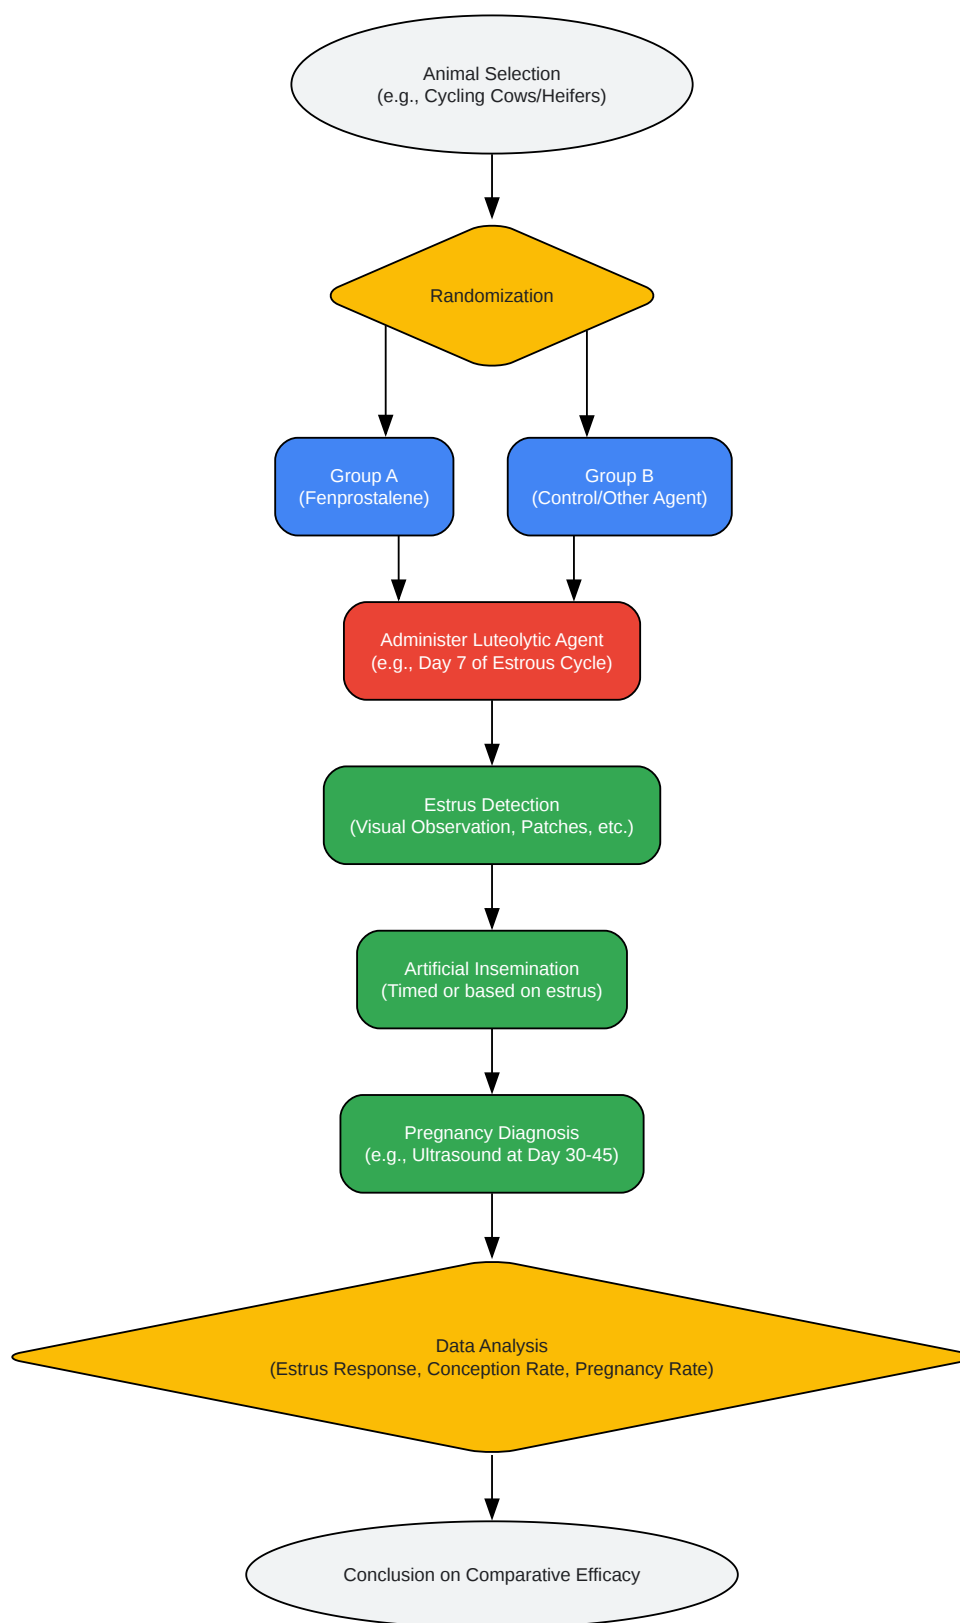 Animal Selection
(e.g., Cycling Cows/Heifers)
Randomization
Group A
(Fenprostalene)
Group B
(Control/Other Agent)
Administer Luteolytic Agent
(e.g., Day 7 of Estrous Cycle)
Estrus Detection
(Visual Observation, Patches, etc.)
Artificial Insemination
(Timed or based on estrus)
Pregnancy Diagnosis
(e.g., Ultrasound at Day 30-45)
Data Analysis
(Estrus Response, Conception Rate, Pregnancy Rate)
Conclusion on Comparative Efficacy